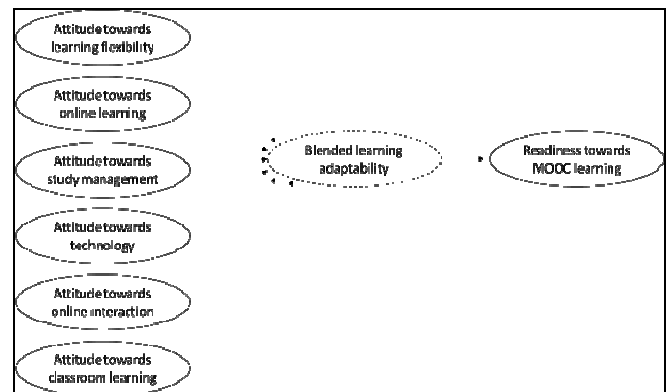 Attitude towards
learning flexibility
Attitude towards
online learning
Attitude towards
study management
Attitude towards
technology
Attitude towards
online interaction
Attitude towards
classroom learning
Blended learning
adaptability
Readiness towards
MOOC learning